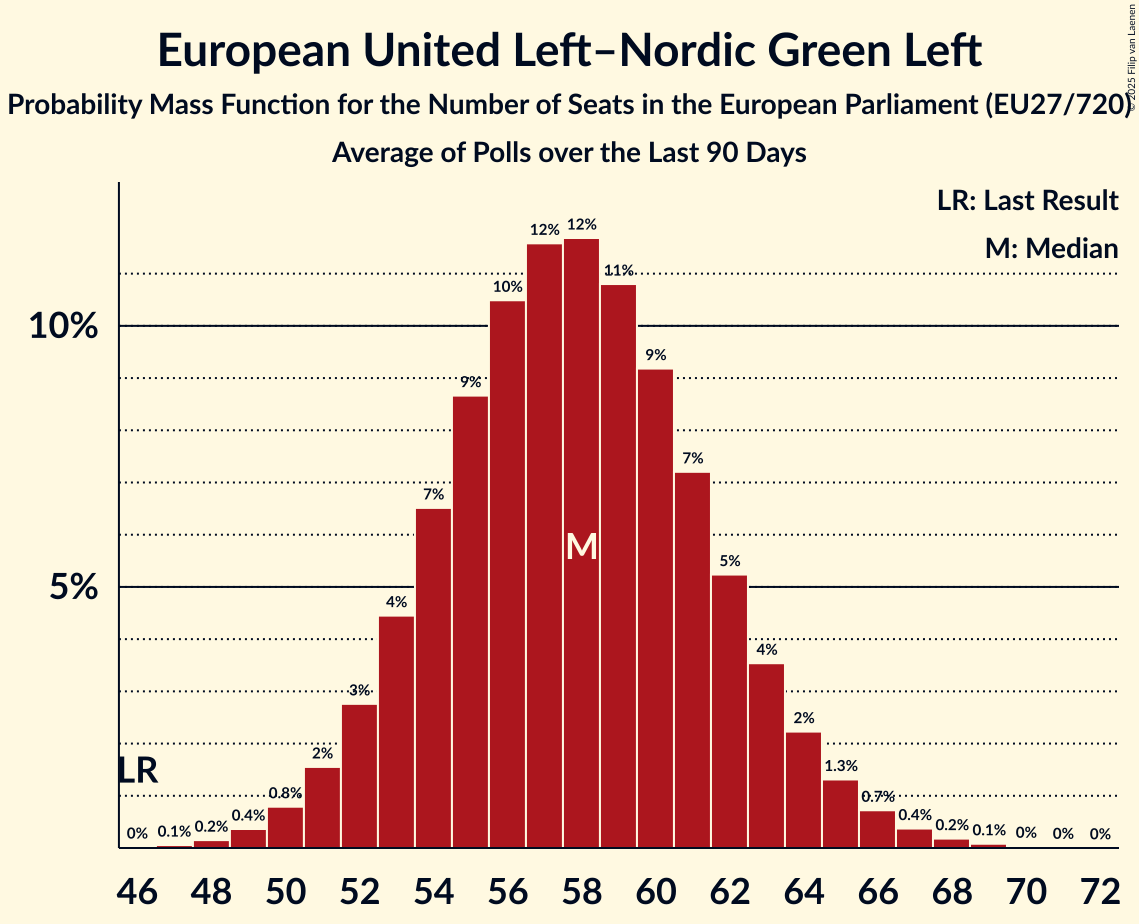 European United Left–Nordic Green Left
Probability Mass Function for the Number of Seats in the European Parliament (EU27/720)
Average of Polls over the Last 90 Days
© 2025 Filip van Laenen
LR: Last Result
M: Median
10%
5%
0% 0.1% 0.2% 0.4% 0.8% 2% 3% 4% 7% 9% 10% 12% 12% 11% 9% 7% 5% 4% 2% 1.3% 0.7% 0.4% 0.2% 0.1% 0% 0% 0%
M
LR
46 48 50 52 54 56 58 60 62 64 66 68 70 72